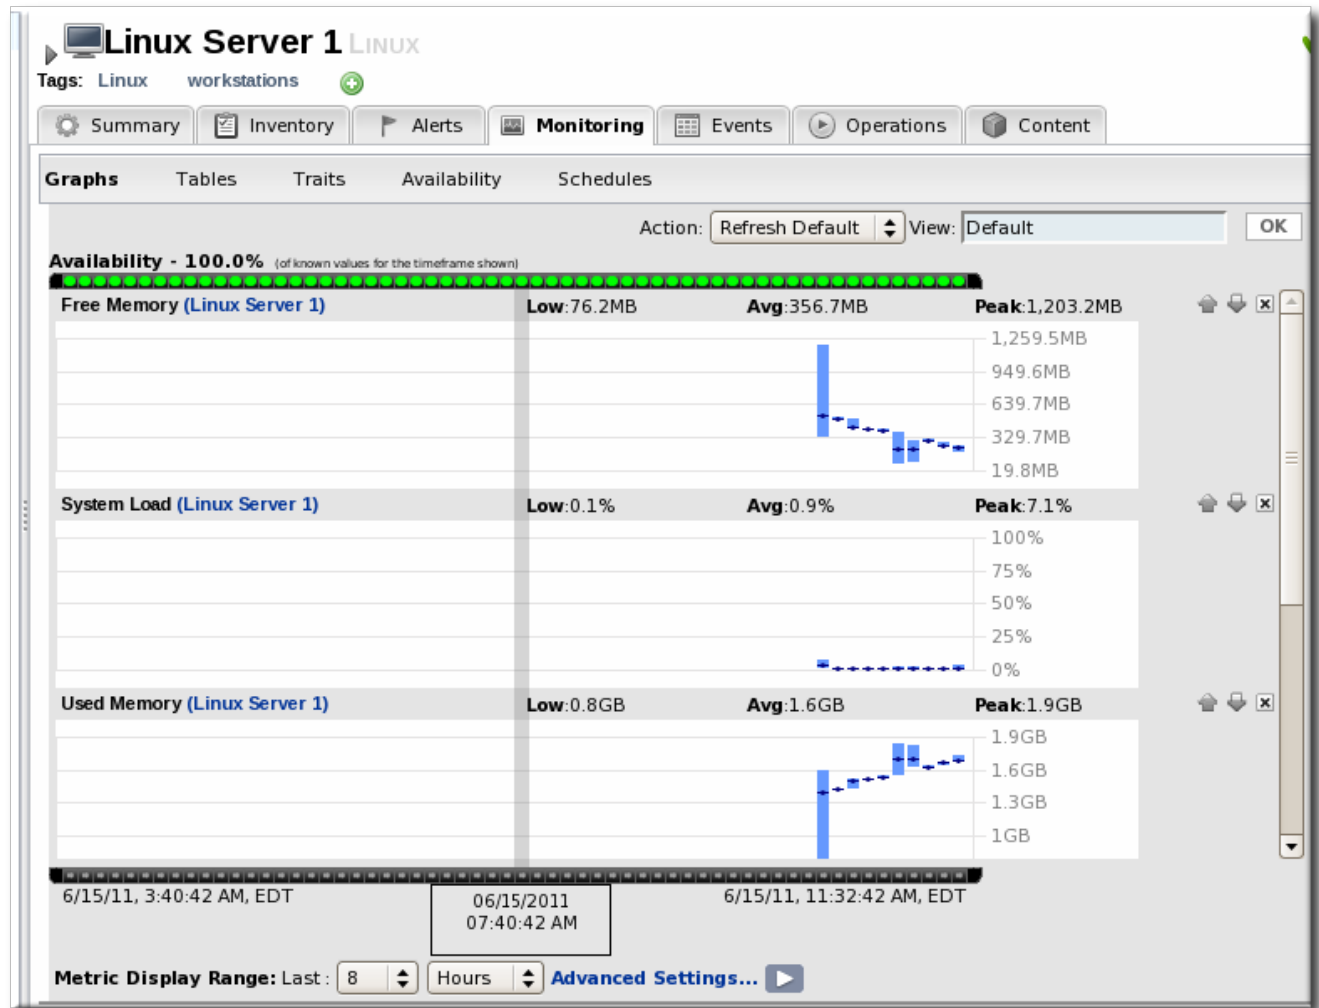 Linux Server 1 LINUX
Tags: Linux workstations
Summary Inventory Alerts Monitoring Events Operations Content
Graphs Tables Traits Availability Schedules
Action: Refresh Default View: Default OK
Availability - 100.0% (of known values for the timeframe shown)
Free Memory (Linux Server 1) Low:76.2MB Avg:356.7MB Peak:1,203.2MB
1,259.5MB
949.6MB
639.7MB
329.7MB
19.8MB
System Load (Linux Server 1) Low:0.1% Avg:0.9% Peak:7.1%
100%
75%
50%
25%
0%
Used Memory (Linux Server 1) Low:0.8GB Avg:1.6GB Peak:1.9GB
1.9GB
1.6GB
1.3GB
1GB
6/15/11, 3:40:42 AM, EDT 6/15/11, 11:32:42 AM, EDT
06/15/2011
07:40:42 AM
Metric Display Range: Last : 8 Hours Advanced Settings...